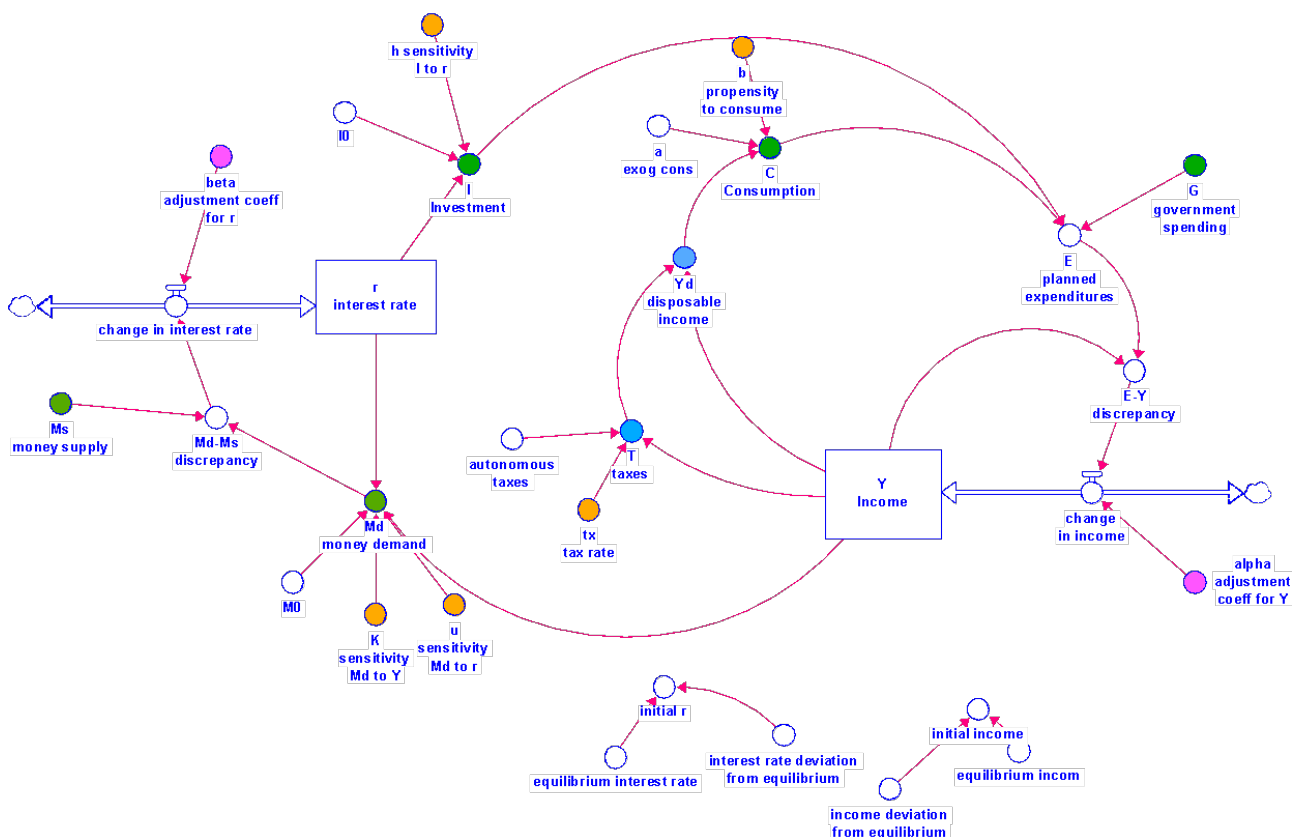 h sensitivity
I to r
b
propensity
to consume
I0
a
exog cons
C
Consumption
beta
adjustment coeff
for r
I
Investment
G
government
spending
r
interest rate
Yd
disposable
income
E
planned
expenditures
change in interest rate
Ms
money supply
Md-Ms
discrepancy
E-Y
discrepancy
autonomous
taxes
T
taxes
Y
Income
tx
tax rate
Md
money demand
change
in income
M0
K
sensitivity
Md to Y
u
sensitivity
Md to r
alpha
adjustment
coeff for Y
initial r
initial income
equilibrium interest rate
interest rate deviation
from equilibrium
equilibrium incom
income deviation
from equilibrium